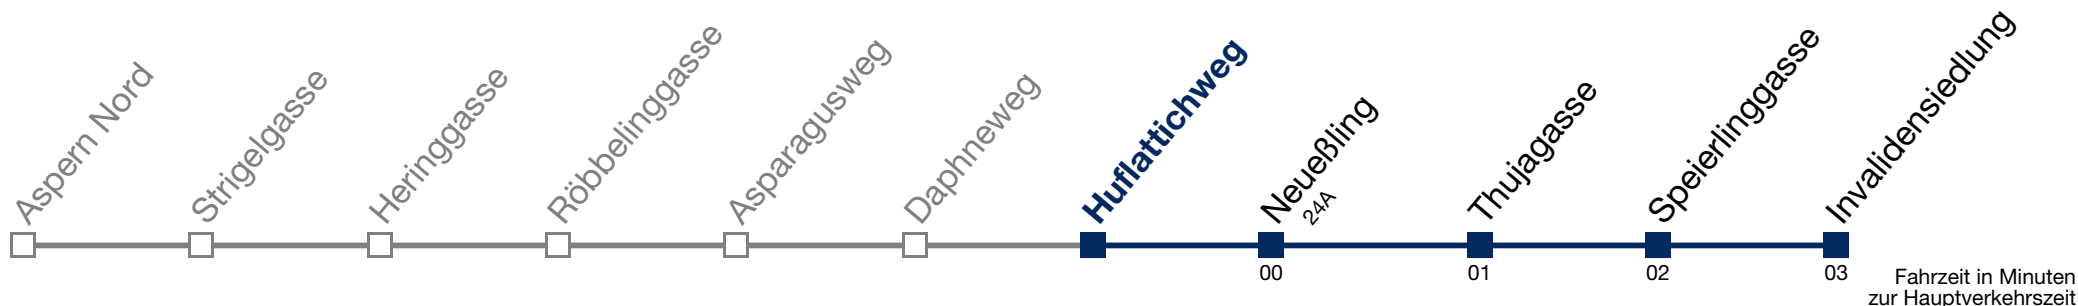 Aspern Nord
Strigelgasse
Heringgasse
Röbbelinggasse
Asparagusweg
Daphneweg
Huflattichweg
Neueßling
24A
Thujagasse
Speierlinggasse
Invalidensiedlung
00
01
02
03
Fahrzeit in Minuten
zur Hauptverkehrszeit